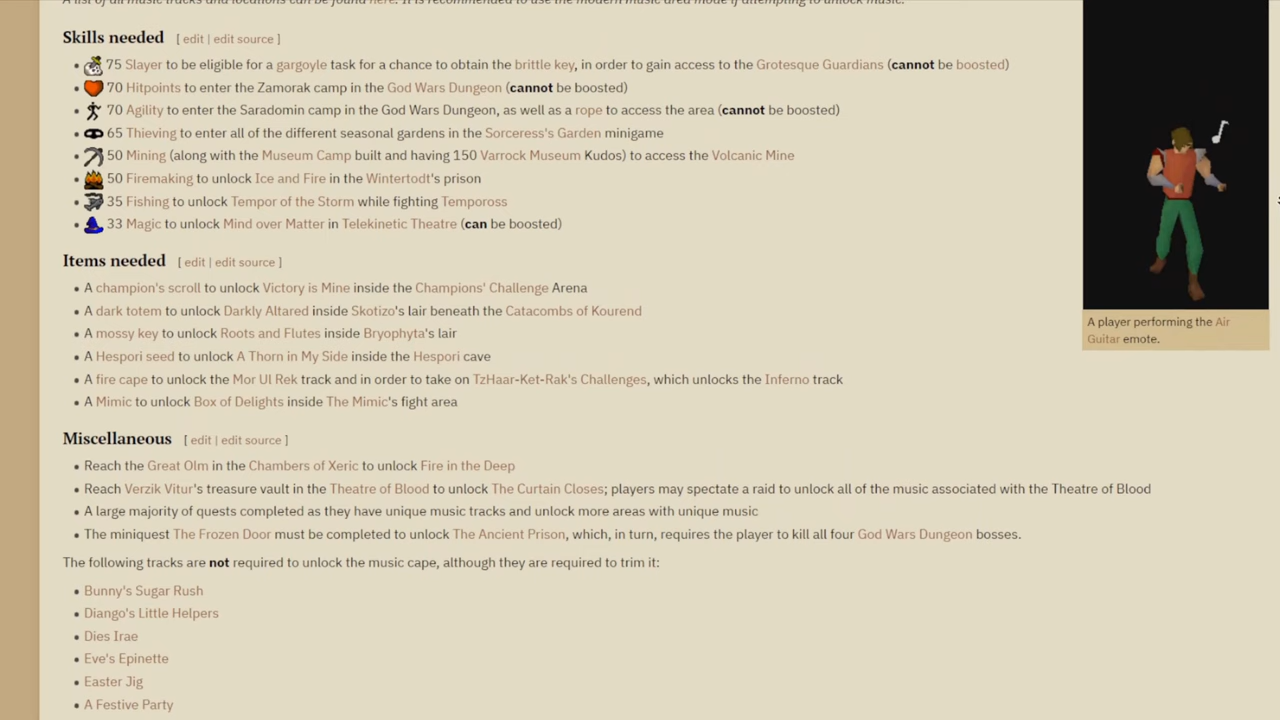 A list of all music tracks and locations can be found here. It is recommended to use the modern music area mode if attempting to unlock music.
Skills needed [ edit | edit source ]
75 Slayer to be eligible for a gargoyle task for a chance to obtain the brittle key, in order to gain access to the Grotesque Guardians (cannot be boosted)
70 Hitpoints to enter the Zamorak camp in the God Wars Dungeon (cannot be boosted)
70 Agility to enter the Saradomin camp in the God Wars Dungeon, as well as a rope to access the area (cannot be boosted)
65 Thieving to enter all of the different seasonal gardens in the Sorceress's Garden minigame
50 Mining (along with the Museum Camp built and having 150 Varrock Museum Kudos) to access the Volcanic Mine
50 Firemaking to unlock Ice and Fire in the Wintertodt's prison
35 Fishing to unlock Tempor of the Storm while fighting Tempoross
33 Magic to unlock Mind over Matter in Telekinetic Theatre (can be boosted)
Items needed [ edit | edit source ]
A champion's scroll to unlock Victory is Mine inside the Champions' Challenge Arena
A dark totem to unlock Darkly Altared inside Skotizo's lair beneath the Catacombs of Kourend
A mossy key to unlock Roots and Flutes inside Bryophyta's lair
A Hespori seed to unlock A Thorn in My Side inside the Hespori cave
A fire cape to unlock the Mor Ul Rek track and in order to take on TzHaar-Ket-Rak's Challenges, which unlocks the Inferno track
A Mimic to unlock Box of Delights inside The Mimic's fight area
Miscellaneous [ edit | edit source ]
Reach the Great Olm in the Chambers of Xeric to unlock Fire in the Deep
Reach Verzik Vitur's treasure vault in the Theatre of Blood to unlock The Curtain Closes; players may spectate a raid to unlock all of the music associated with the Theatre of Blood
A large majority of quests completed as they have unique music tracks and unlock more areas with unique music
The miniquest The Frozen Door must be completed to unlock The Ancient Prison, which, in turn, requires the player to kill all four God Wars Dungeon bosses.
The following tracks are not required to unlock the music cape, although they are required to trim it:
Bunny's Sugar Rush
Diango's Little Helpers
Dies Irae
Eve's Epinette
Easter Jig
A Festive Party
A player performing the Air
Guitar emote.